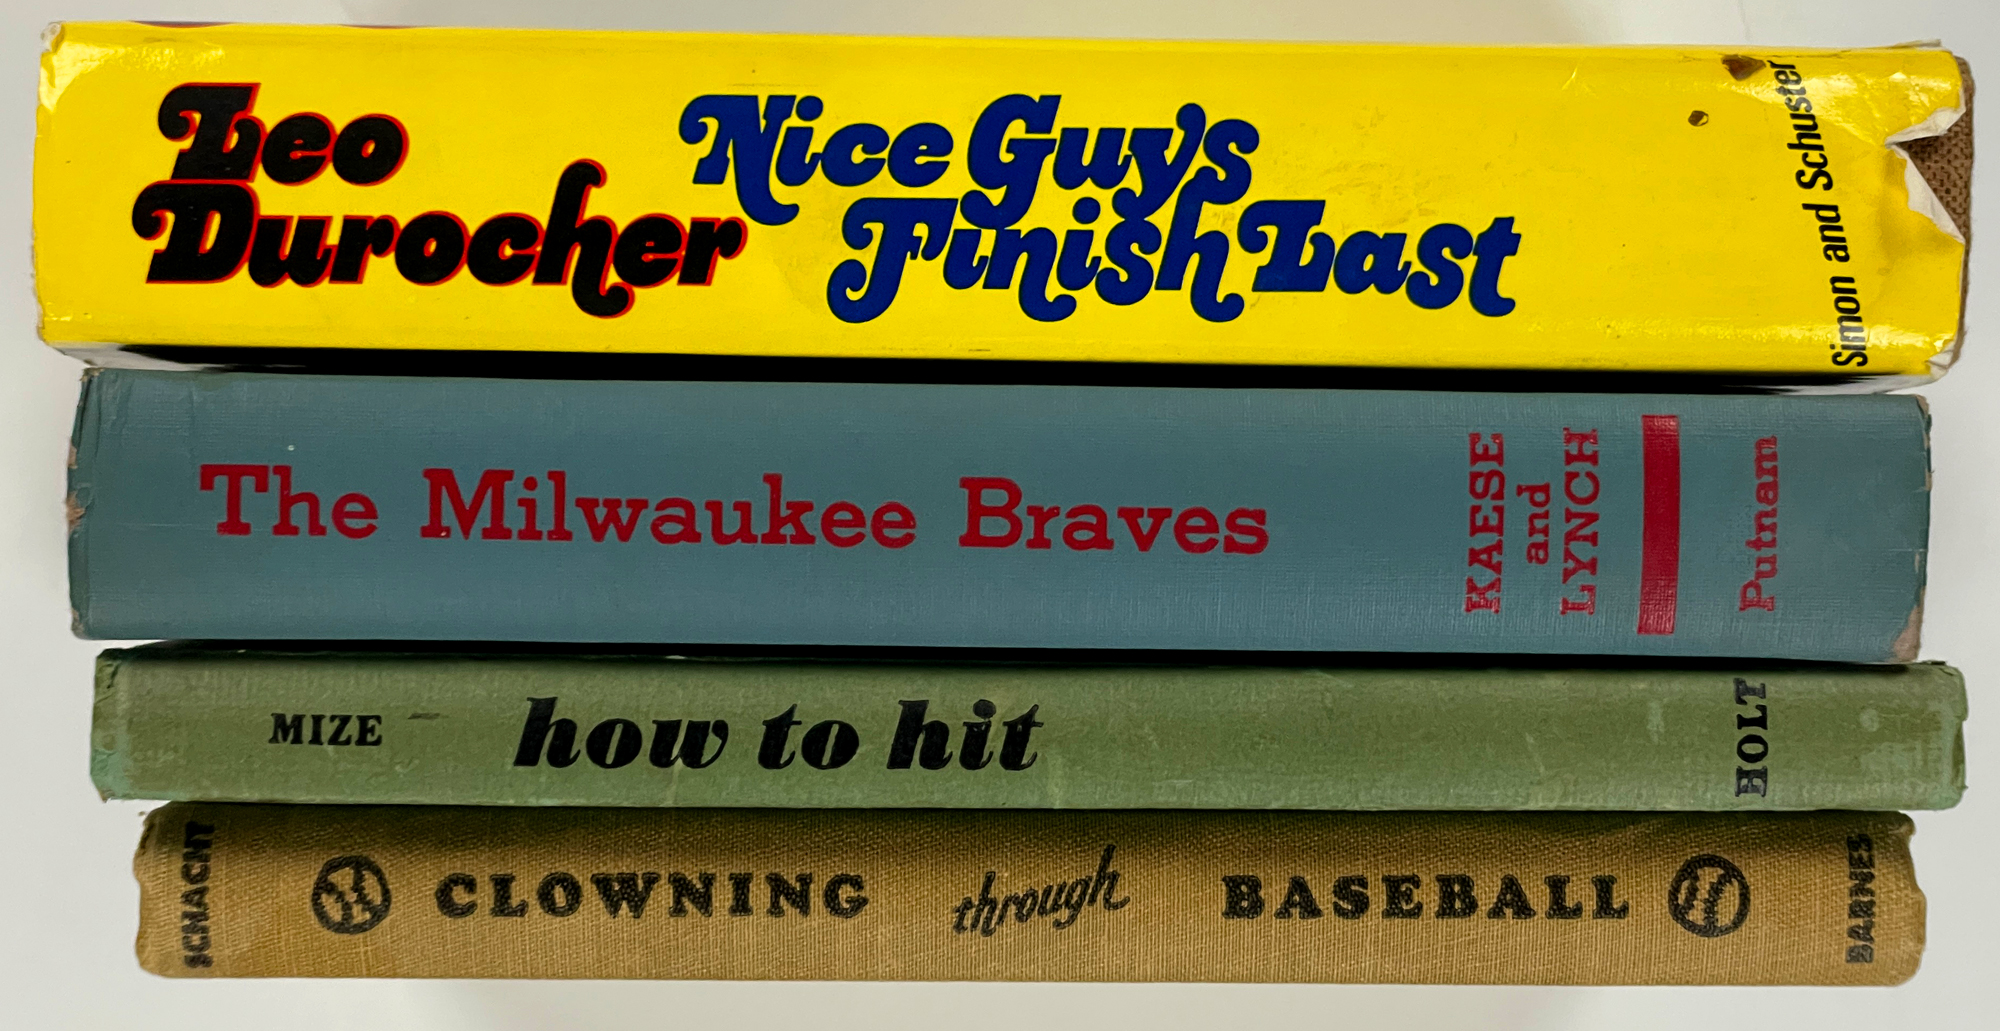 Leo
Durocher
Nice Guys
Finish Last
Simon and Schuster
The Milwaukee Braves
KAESE
and
LYNCH
Putnam
MIZE
how to hit
HOLT
SCHACHT
CLOWNING through BASEBALL
BARNES